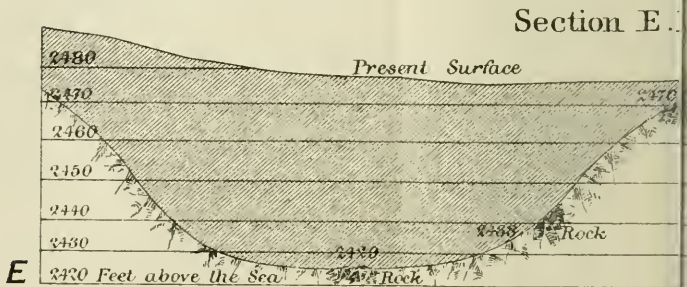 Section E..
2480
Present Surface
2470
2470
2460
2450
2440
2438
Rock
2430
2420
E
2420 Feet above the Sea
Rock